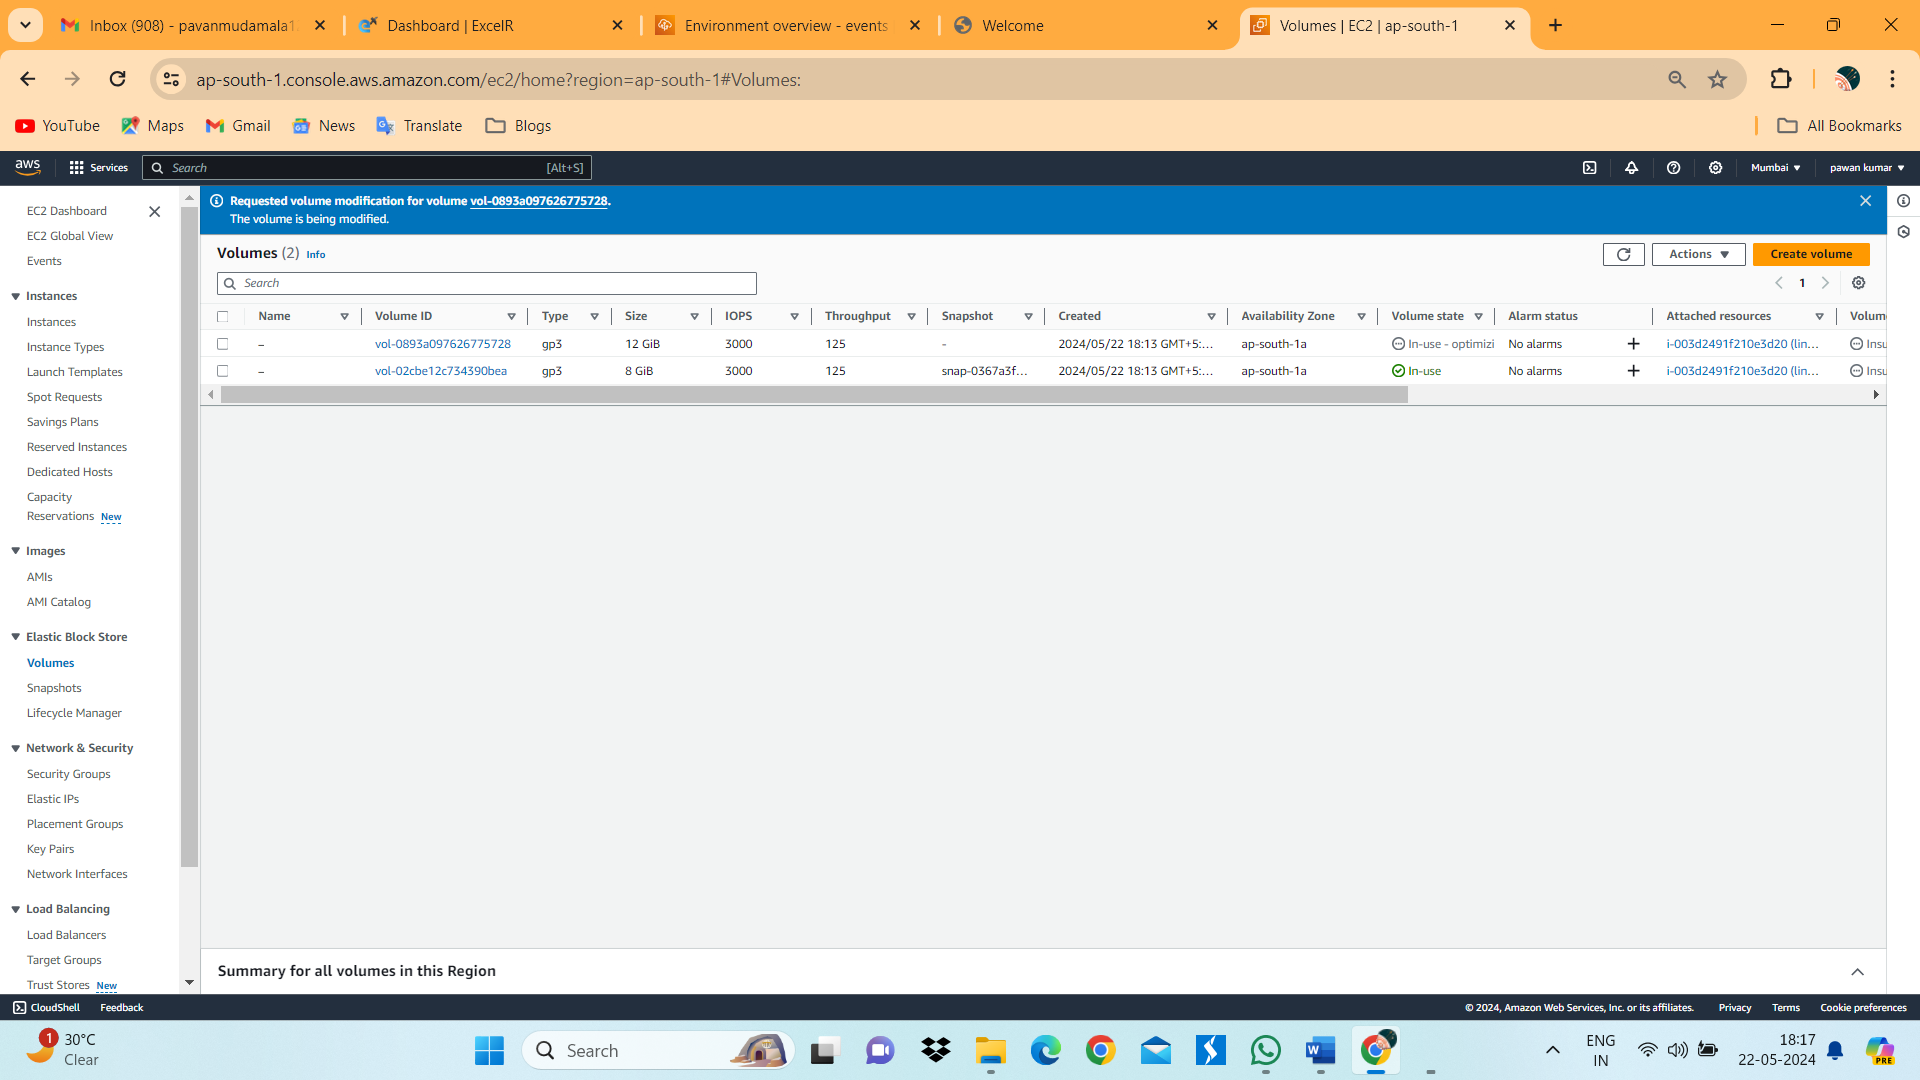 Inbox (908) - pavanmudamala1
Dashboard | ExcelR
Environment overview - events
Welcome
Volumes | EC2 | ap-south-1
ap-south-1.console.aws.amazon.com/ec2/home?region=ap-south-1#Volumes:
YouTube Maps Gmail News Translate Blogs All Bookmarks
aws Services Search [Alt+S] Mumbai pawan kumar
EC2 Dashboard
EC2 Global View
Events
Instances
Instances
Instance Types
Launch Templates
Spot Requests
Savings Plans
Reserved Instances
Dedicated Hosts
Capacity
Reservations New
Images
AMIs
AMI Catalog
Elastic Block Store
Volumes
Snapshots
Lifecycle Manager
Network & Security
Security Groups
Elastic IPs
Placement Groups
Key Pairs
Network Interfaces
Load Balancing
Load Balancers
Target Groups
Trust Stores New
Requested volume modification for volume vol-0893a097626775728.
The volume is being modified.
Volumes (2) Info
Actions
Create volume
Search
1
Name Volume ID Type Size IOPS Throughput Snapshot Created Availability Zone Volume state Alarm status Attached resources Volum
– vol-0893a097626775728 gp3 12 GiB 3000 125 - 2024/05/22 18:13 GMT+5:... ap-south-1a In-use - optimizi No alarms + i-003d2491f210e3d20 (lin... Insu
– vol-02cbe12c734390bea gp3 8 GiB 3000 125 snap-0367a3f... 2024/05/22 18:13 GMT+5:... ap-south-1a In-use No alarms + i-003d2491f210e3d20 (lin... Insu
Summary for all volumes in this Region
CloudShell Feedback © 2024, Amazon Web Services, Inc. or its affiliates. Privacy Terms Cookie preferences
1
30°C
Clear
Search
ENG
IN
18:17
22-05-2024
PRE